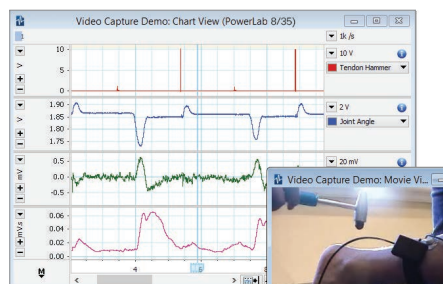 Video Capture Demo: Chart View (PowerLab 8/35)
1k /s
10
5
0
V
10 V
Tendon Hammer
1.90
1.85
1.80
1.75
V
2 V
Joint Angle
0.5
0.0
-0.5
mV
20 mV
Video Capture Demo: Movie Vi...
0.06
0.04
0.02
0.00
M
4
6
8